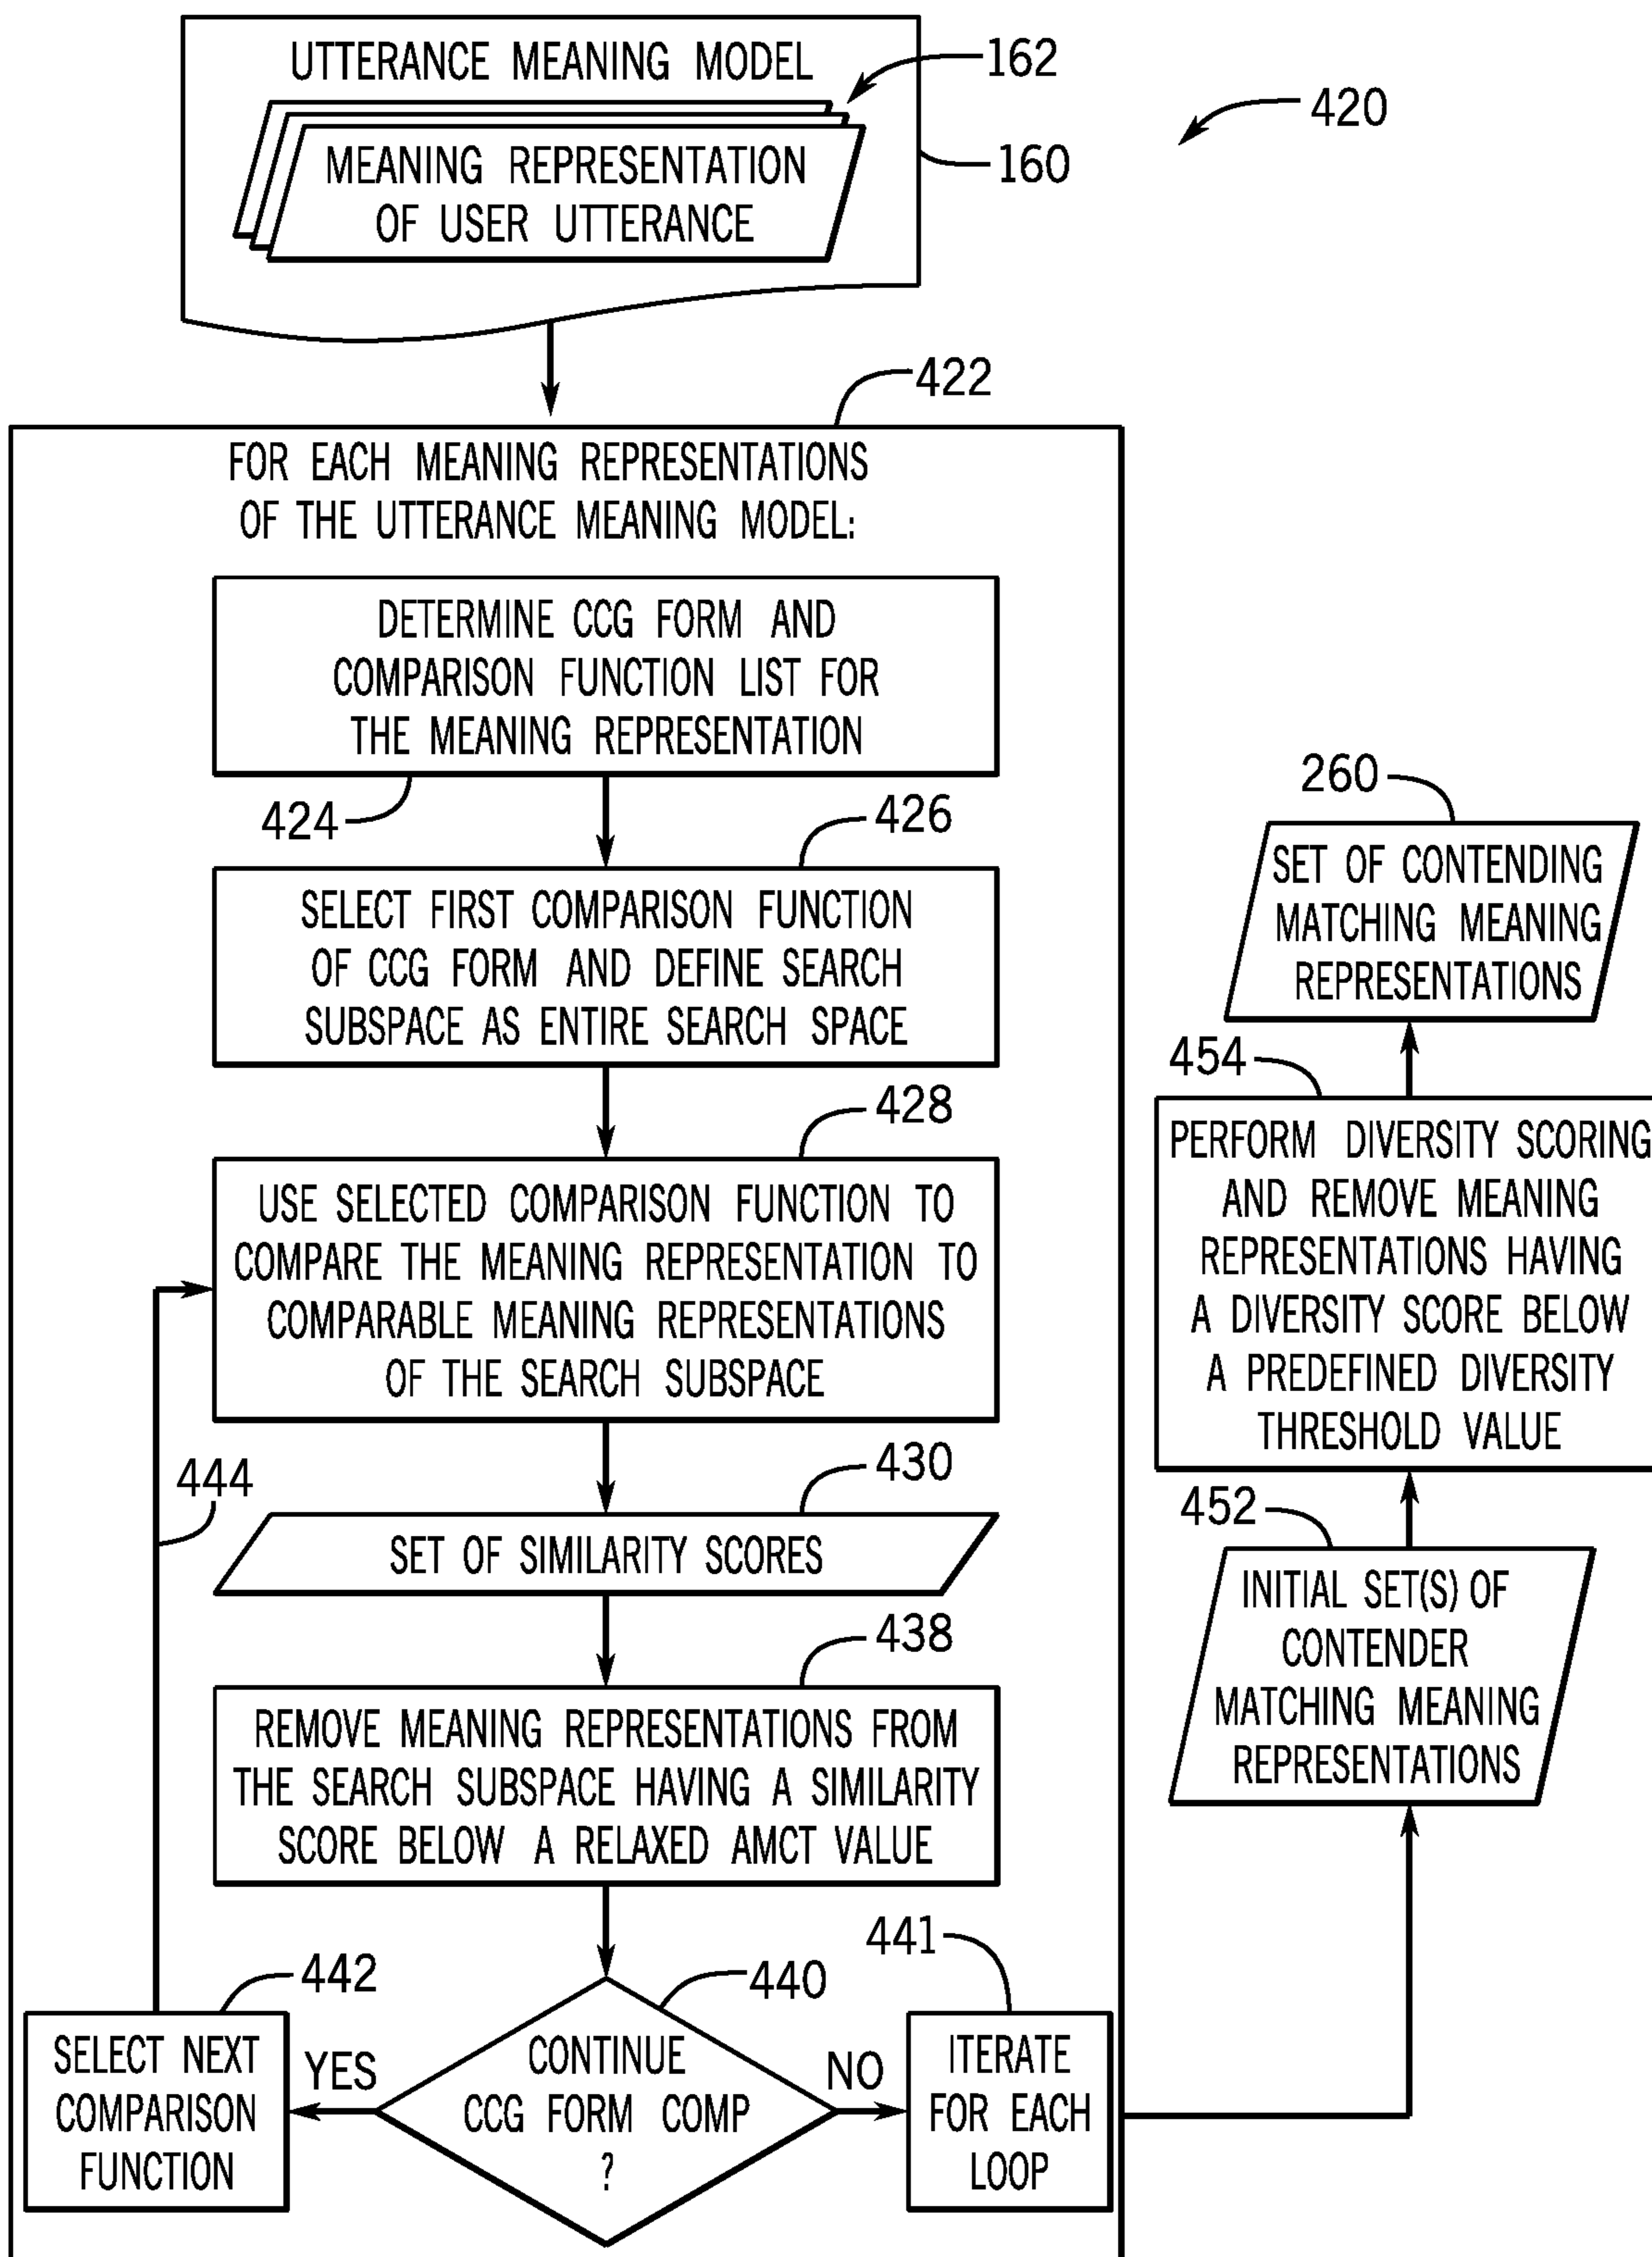 UTTERANCE MEANING MODEL
162
420
MEANING REPRESENTATION
OF USER UTTERANCE
160
422
FOR EACH MEANING REPRESENTATIONS
OF THE UTTERANCE MEANING MODEL:
DETERMINE CCG FORM AND
COMPARISON FUNCTION LIST FOR
THE MEANING REPRESENTATION
424
426
SELECT FIRST COMPARISON FUNCTION
OF CCG FORM AND DEFINE SEARCH
SUBSPACE AS ENTIRE SEARCH SPACE
428
USE SELECTED COMPARISON FUNCTION TO
COMPARE THE MEANING REPRESENTATION TO
COMPARABLE MEANING REPRESENTATIONS
OF THE SEARCH SUBSPACE
444
430
SET OF SIMILARITY SCORES
438
REMOVE MEANING REPRESENTATIONS FROM
THE SEARCH SUBSPACE HAVING A SIMILARITY
SCORE BELOW A RELAXED AMCT VALUE
440
CONTINUE
CCG FORM COMP
?
YES
442
SELECT NEXT
COMPARISON
FUNCTION
NO
441
ITERATE
FOR EACH
LOOP
260
SET OF CONTENDING
MATCHING MEANING
REPRESENTATIONS
454
PERFORM DIVERSITY SCORING
AND REMOVE MEANING
REPRESENTATIONS HAVING
A DIVERSITY SCORE BELOW
A PREDEFINED DIVERSITY
THRESHOLD VALUE
452
INITIAL SET(S) OF
CONTENDER
MATCHING MEANING
REPRESENTATIONS